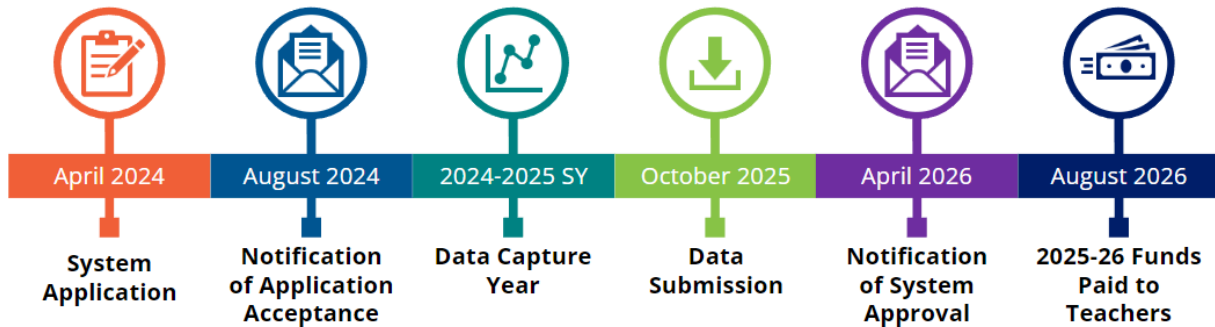 April 2024
August 2024
2024-2025 SY
October 2025
April 2026
August 2026
System
Application
Notification
of Application
Acceptance
Data Capture
Year
Data
Submission
Notification
of System
Approval
2025-26 Funds
Paid to
Teachers